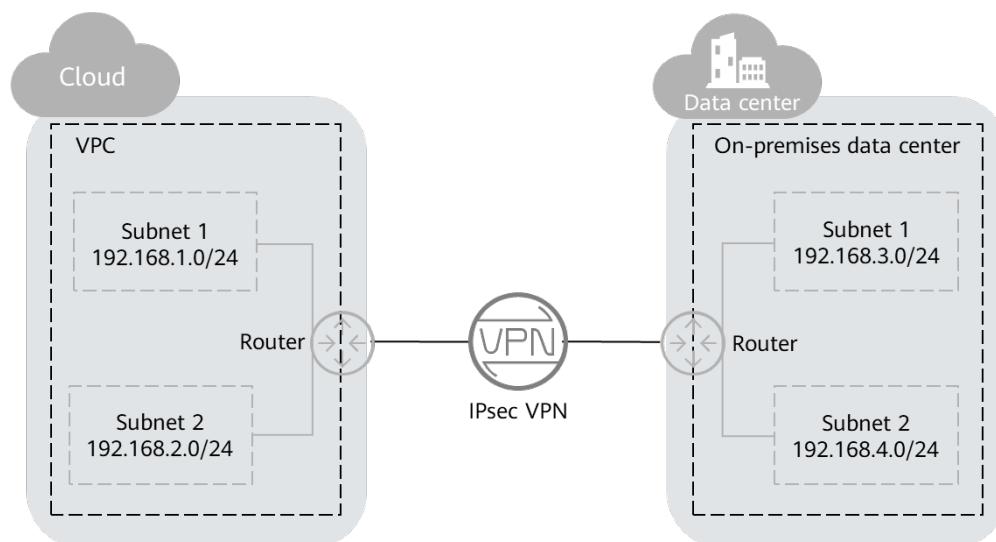 Cloud
VPC
Subnet 1
192.168.1.0/24
Router
Subnet 2
192.168.2.0/24
VPN
IPsec VPN
Data center
On-premises data center
Subnet 1
192.168.3.0/24
Router
Subnet 2
192.168.4.0/24